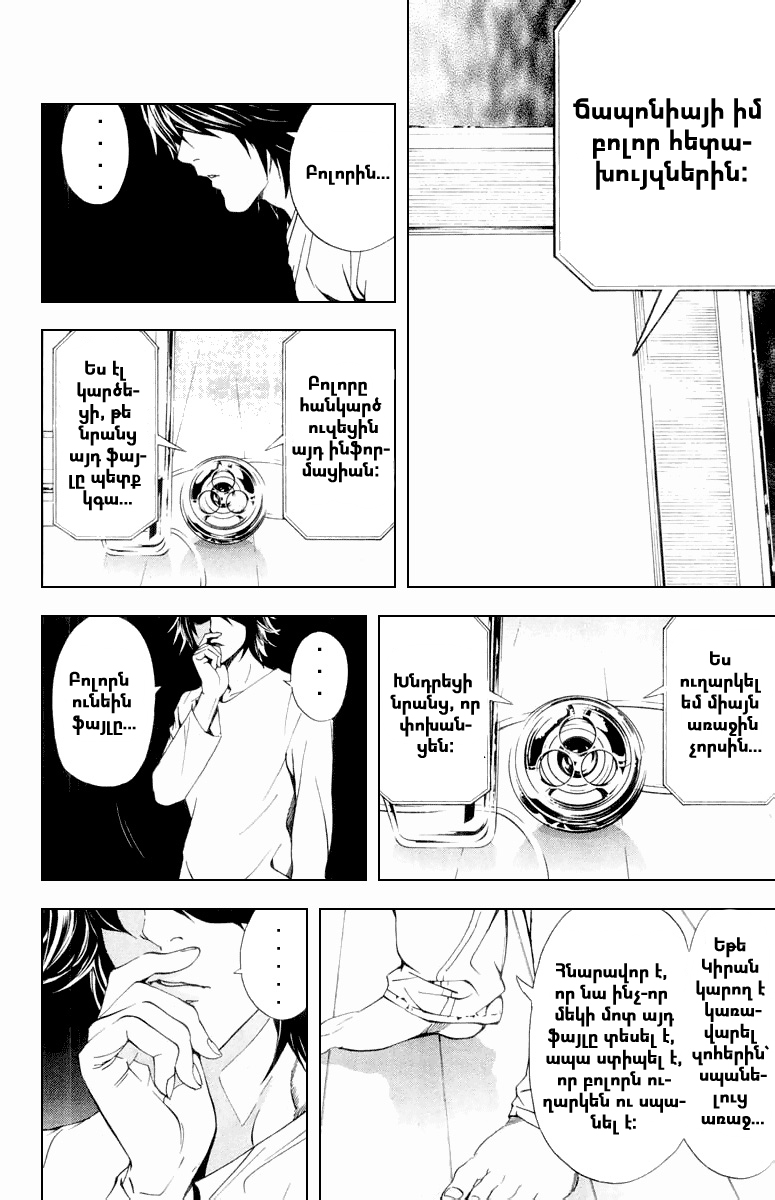 Ճապոնիայի իմ
բոլոր հետա-
խույզներին:
Բոլորին...
. . . .
Բոլորը
հանկարծ
ուզեցին
այդ ինֆոր-
մացիան:
Ես էլ
կարծե-
ցի, թե
նրանց
այդ ֆայ-
լը պետք
կգա...
Ես
ուղարկել
եմ միայն
առաջին
չորսին...
Խնդրեցի
նրանց, որ
փոխան-
ցեն:
. . .
Բոլորն
ունեին
ֆայլը...
Եթե
Կիրան
կարող է
կառա-
վարել
զոհերին՝
սպանե-
լուց
առաջ...
Հնարավոր է,
որ նա ինչ-որ
մեկի մոտ այդ
ֆայլը տեսել է,
ապա ստիպել է,
որ բոլորն ու-
ղարկեն ու սպա-
նել է:
. . . . .